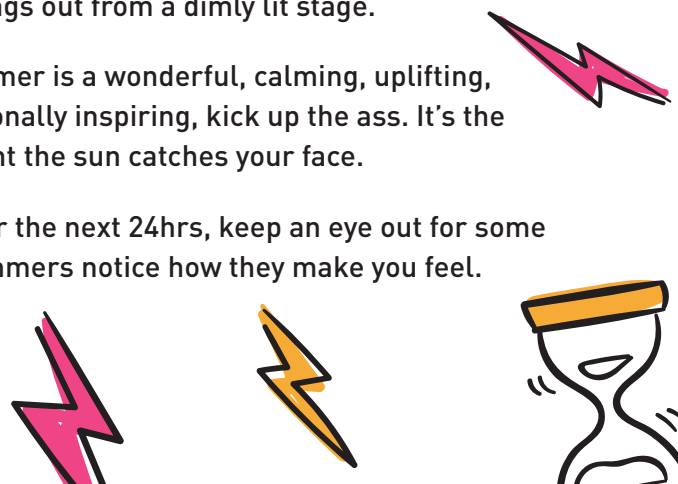 ngs out from a dimly lit stage.
mer is a wonderful, calming, uplifting,
onally inspiring, kick up the ass. It’s the
nt the sun catches your face.
r the next 24hrs, keep an eye out for some
amers notice how they make you feel.